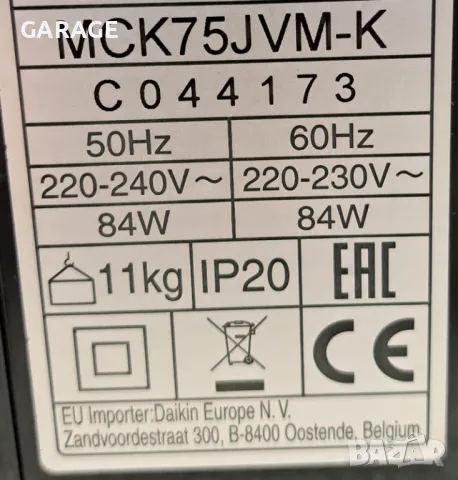 GARAGE
MCK75JVM-K
C044173
50Hz 60Hz
220-240V~ 220-230V~
84W 84W
11kg IP20 EAC
CE
EU Importer:Daikin Europe N.V.
Zandvoordestraat 300, B-8400 Oostende, Belgium
BAZAR